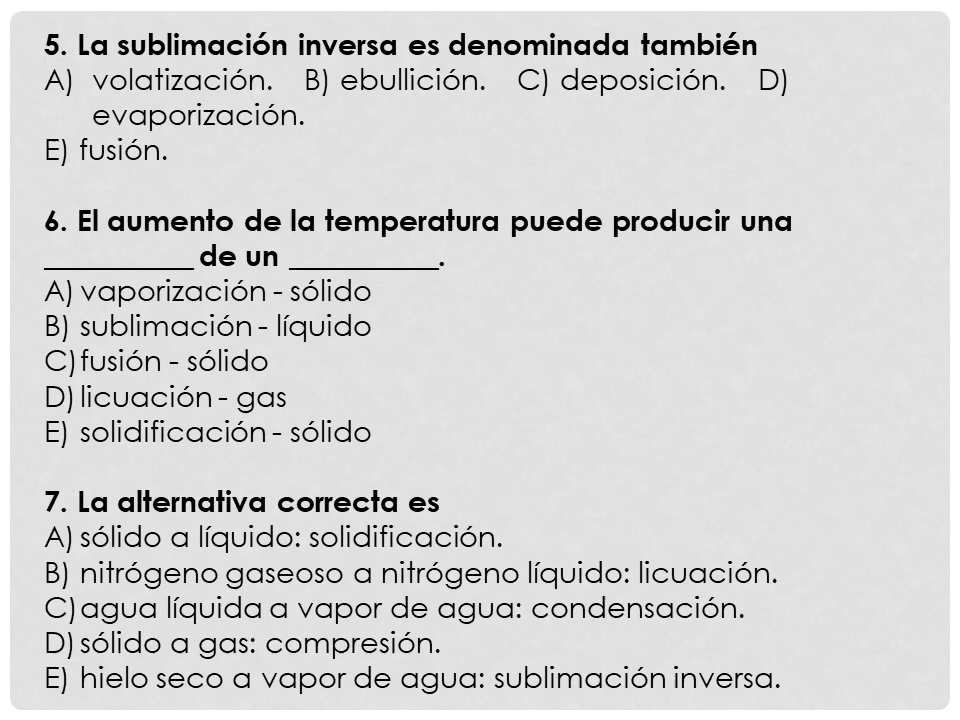 5. La sublimación inversa es denominada también
A) volatización. B) ebullición. C) deposición. D)
evaporización.
E) fusión.
6. El aumento de la temperatura puede producir una
__________ de un __________.
A) vaporización - sólido
B) sublimación - líquido
C) fusión - sólido
D) licuación - gas
E) solidificación - sólido
7. La alternativa correcta es
A) sólido a líquido: solidificación.
B) nitrógeno gaseoso a nitrógeno líquido: licuación.
C) agua líquida a vapor de agua: condensación.
D) sólido a gas: compresión.
E) hielo seco a vapor de agua: sublimación inversa.